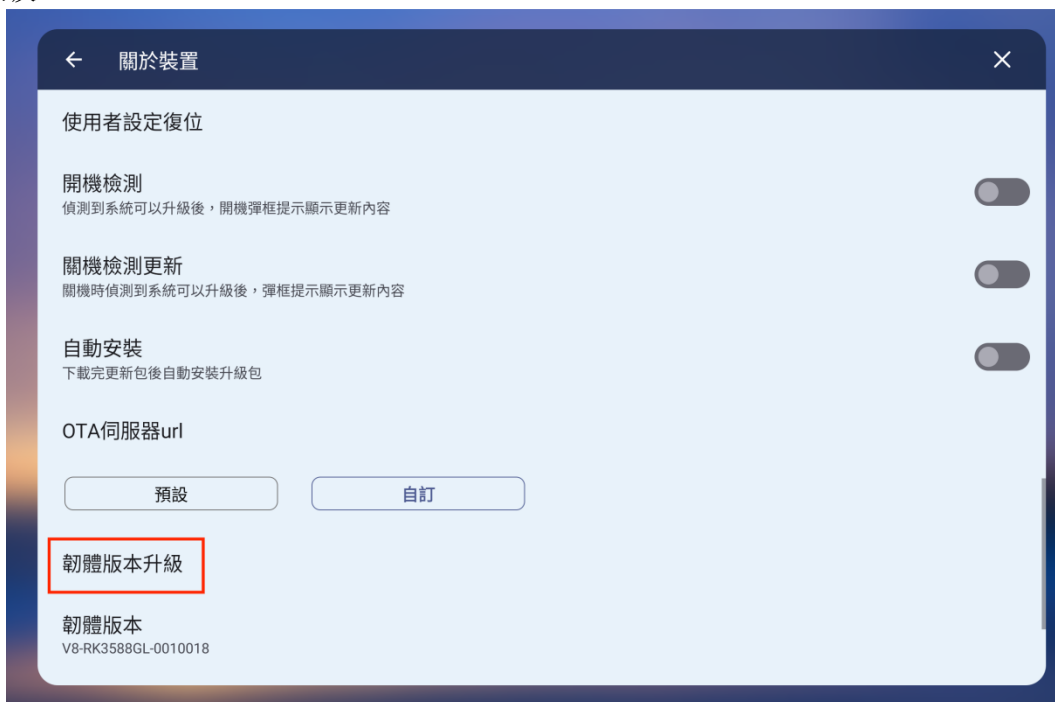 關於裝置
使用者設定復位
開機檢測
偵測到系統可以升級後，開機彈框提示顯示更新內容
關機檢測更新
關機時偵測到系統可以升級後，彈框提示顯示更新內容
自動安裝
下載完更新包後自動安裝升級包
OTA伺服器url
預設 自訂
韌體版本升級
韌體版本
V8-RK3588GL-0010018